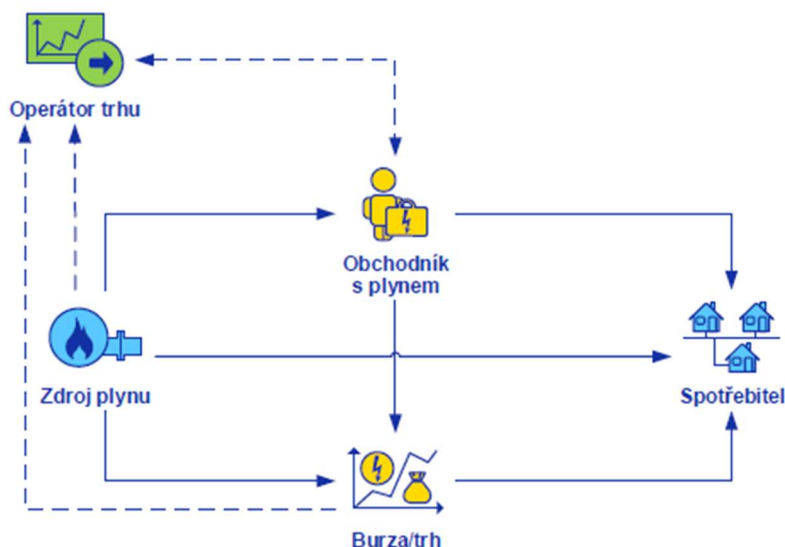 Operátor trhu
Obchodník
s plynem
Zdroj plynu
Spotřebitel
Burza/trh